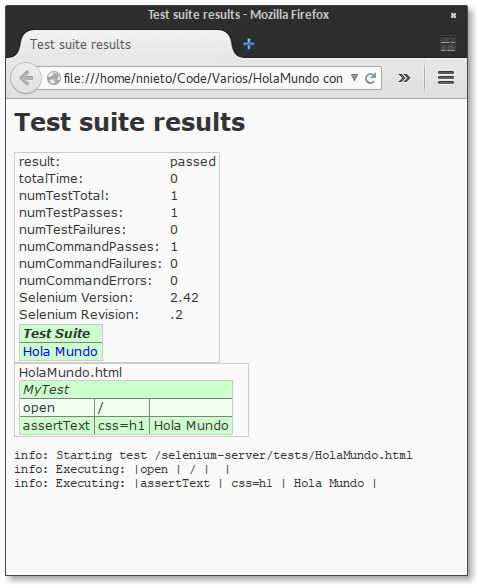 Test suite results - Mozilla Firefox
Test suite results
file:///home/nnieto/Code/Varios/HolaMundo con
Test suite results
result: passed
totalTime: 0
numTestTotal: 1
numTestPasses: 1
numTestFailures: 0
numCommandPasses: 1
numCommandFailures: 0
numCommandErrors: 0
Selenium Version: 2.42
Selenium Revision: .2
Test Suite
Hola Mundo
HolaMundo.html
MyTest
open /
assertText css=h1 Hola Mundo
info: Starting test /selenium-server/tests/HolaMundo.html
info: Executing: |open | / | |
info: Executing: |assertText | css=h1 | Hola Mundo |